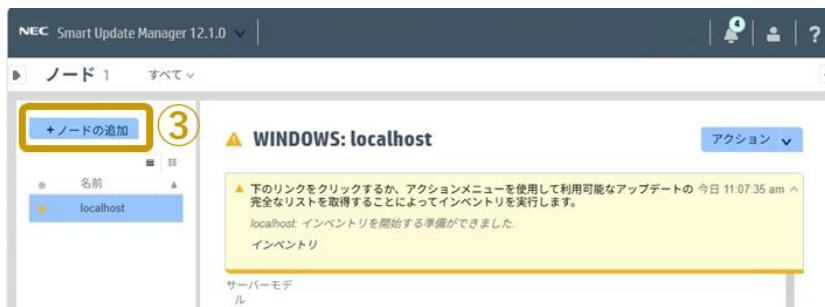 NEC Smart Update Manager 12.1.0
4
?
ノード 1 すべて
+ノードの追加
③
WINDOWS: localhost
アクション
名前
localhost
下のリンクをクリックするか、アクションメニューを使用して利用可能なアップデートの 今日 11:07:35 am
完全なリストを取得することによってインベントリを実行します。
localhost: インベントリを開始する準備ができました.
インベントリ
サーバーモデ
ル